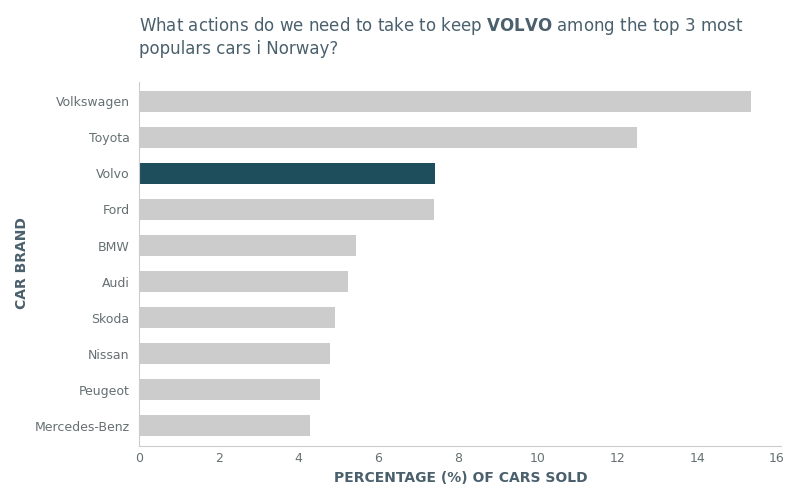 What actions do we need to take to keep VOLVO among the top 3 most
populars cars i Norway?
Volkswagen
Toyota
Volvo
Ford
BMW
Audi
Skoda
Nissan
Peugeot
Mercedes-Benz
CAR BRAND
0 2 4 6 8 10 12 14 16
PERCENTAGE (%) OF CARS SOLD